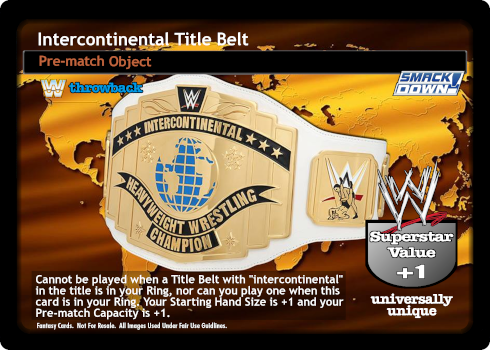 Intercontinental Title Belt
Pre-match Object
throwback
SMACK
DOWN!
W
INTERCONTINENTAL
HEAVYWEIGHT WRESTLING
CHAMPION
Superstar
Value
+1
universally
unique
Cannot be played when a Title Belt with "intercontinental"
in the title is in your Ring, nor can you play one when this
card is in your Ring. Your Starting Hand Size is +1 and your
Pre-match Capacity is +1.
Fantasy Cards. Not For Resale. All Images Used Under Fair Use Guidlines.